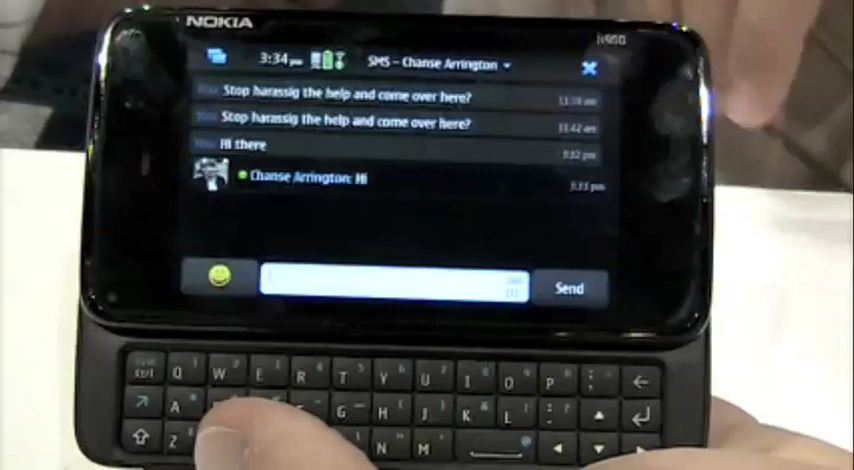 NOKIA
N900
3:34 pm SMS - Chanse Arrington
You: Stop harassig the help and come over here? 11:38 am
You: Stop harassig the help and come over here? 11:42 am
You: Hi there 3:32 pm
Chanse Arrington: Hi 3:33 pm
Send
Ctrl Q W E R T Y U I O P
A G H J K L
Z N M